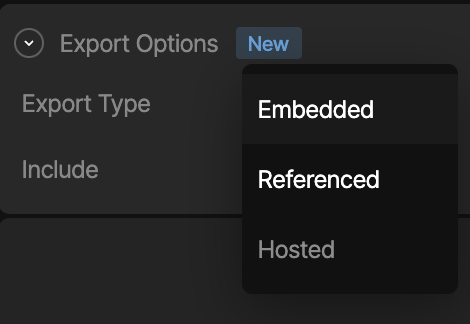 Export Options New
Export Type
Embedded
Include
Referenced
Hosted